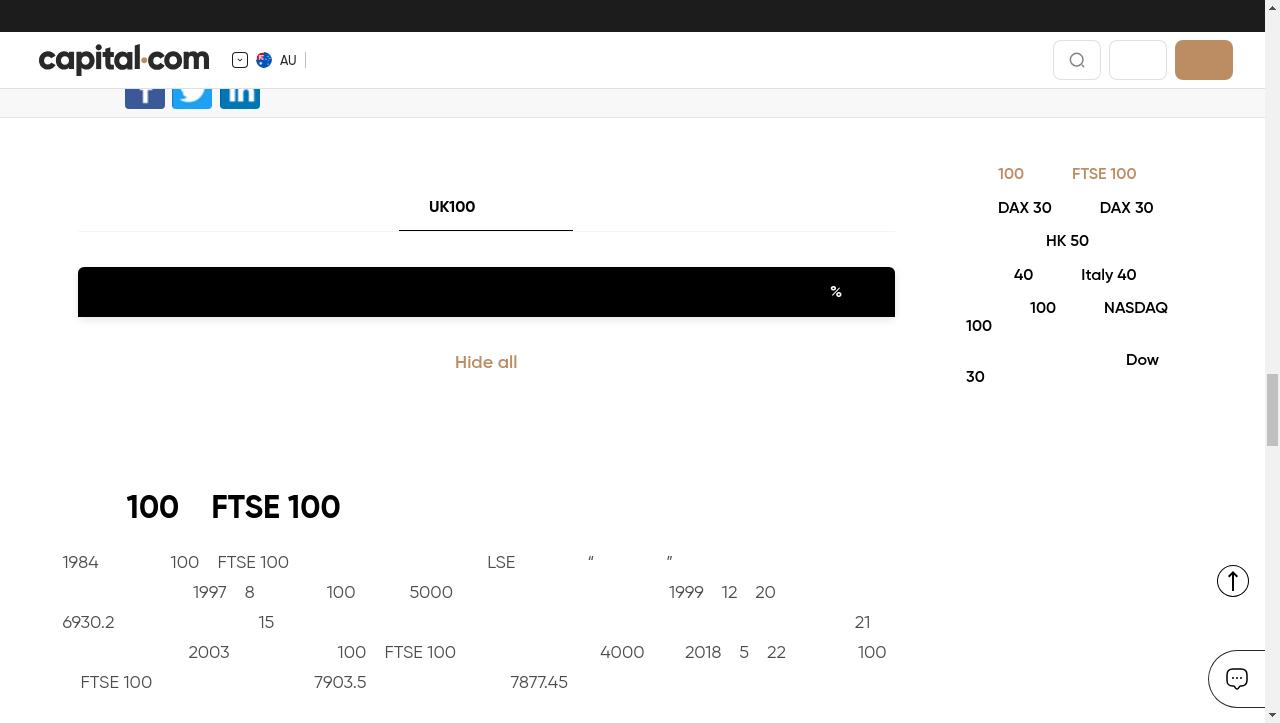 capital.com
AU
UK100
%
Hide all
100 FTSE 100
DAX 30 DAX 30
HK 50
40 Italy 40
100 NASDAQ
100
Dow
30
100 FTSE 100
1984 100 FTSE 100 LSE “ ”
1997 8 100 5000 1999 12 20
6930.2 15 21
2003 100 FTSE 100 4000 2018 5 22 100
FTSE 100 7903.5 7877.45